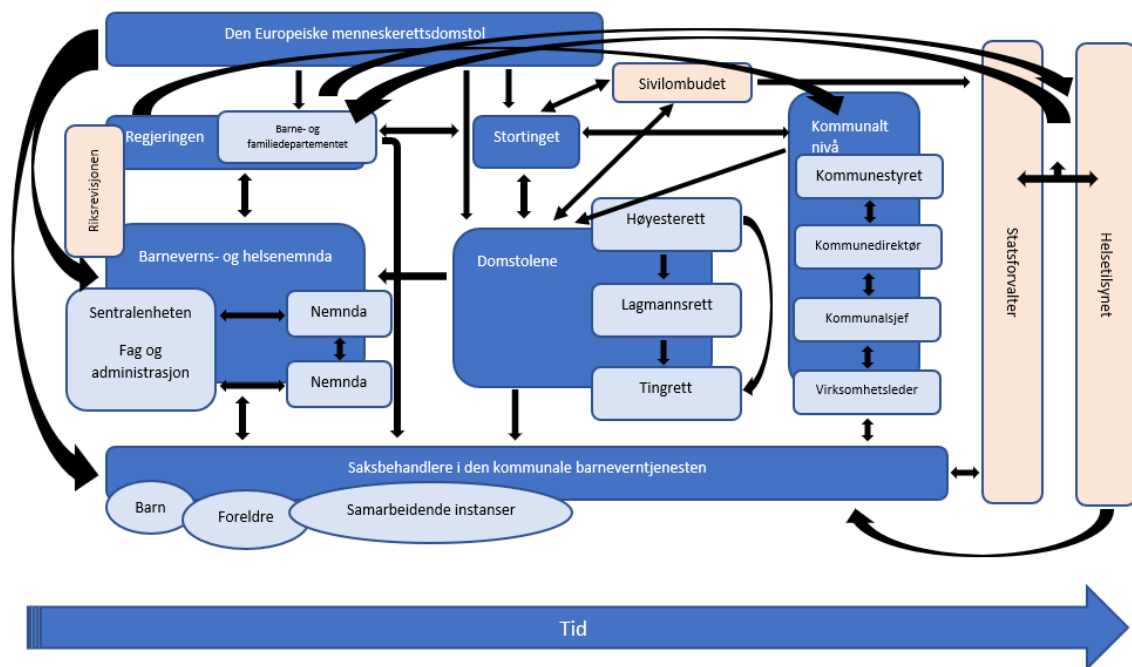 Den Europeiske menneskerettsdomstol
Sivilombudet
Regjeringen
Barne- og
familiedepartementet
Stortinget
Kommunalt
nivå
Riksrevisjonen
Kommunestyret
Høyesterett
Barneverns- og helsenemnda
Domstolene
Kommunedirektør
Statsforvalter
Helsetilsynet
Sentralenheten
Fag og
administrasjon
Nemnda
Lagmannsrett
Kommunalsjef
Nemnda
Tingrett
Virksomhetsleder
Saksbehandlere i den kommunale barneverntjenesten
Barn
Foreldre
Samarbeidende instanser
Tid